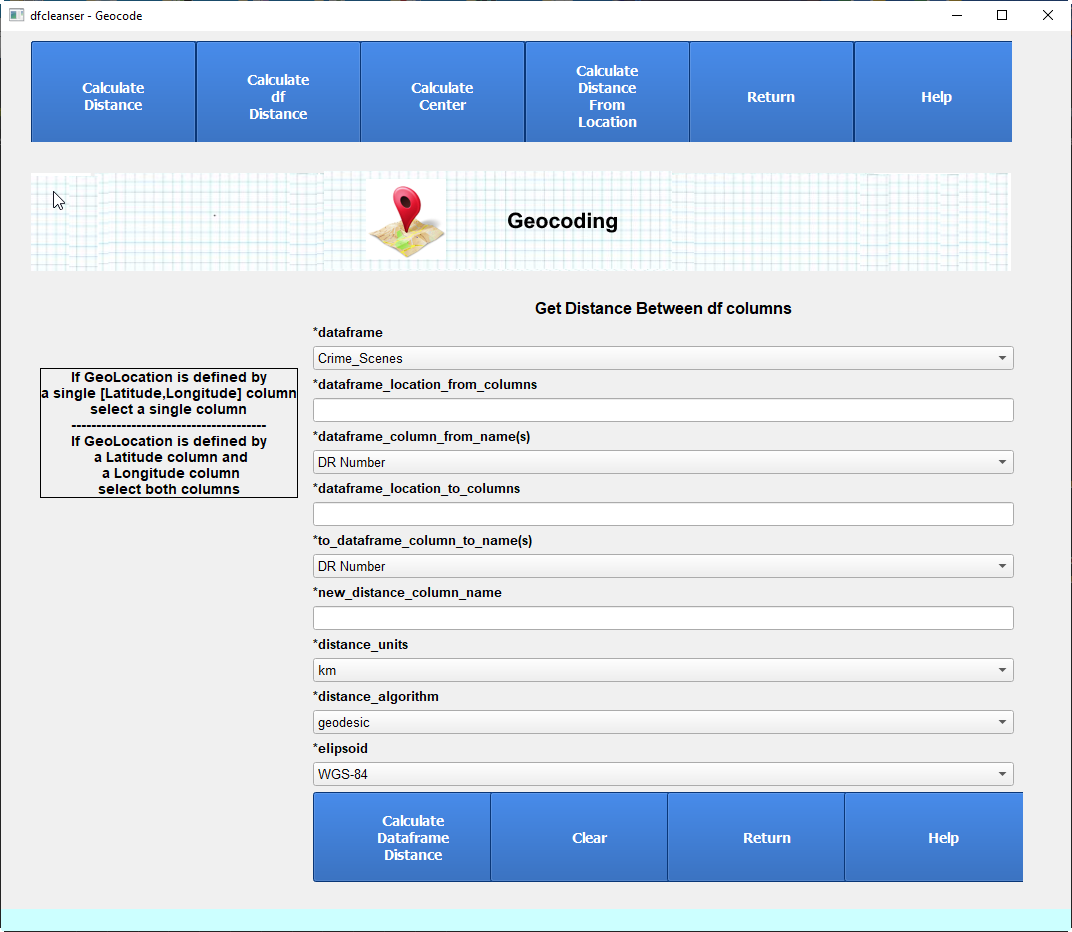 dfcleanser - Geocode
Calculate
Distance
Calculate
df
Distance
Calculate
Center
Calculate
Distance
From
Location
Return
Help
Geocoding
Get Distance Between df columns
If GeoLocation is defined by
a single [Latitude,Longitude] column
select a single column
---------------------------------------
If GeoLocation is defined by
a Latitude column and
a Longitude column
select both columns
*dataframe
Crime_Scenes
*dataframe_location_from_columns
*dataframe_column_from_name(s)
DR Number
*dataframe_location_to_columns
*to_dataframe_column_to_name(s)
DR Number
*new_distance_column_name
*distance_units
km
*distance_algorithm
geodesic
*elipsoid
WGS-84
Calculate
Dataframe
Distance
Clear
Return
Help